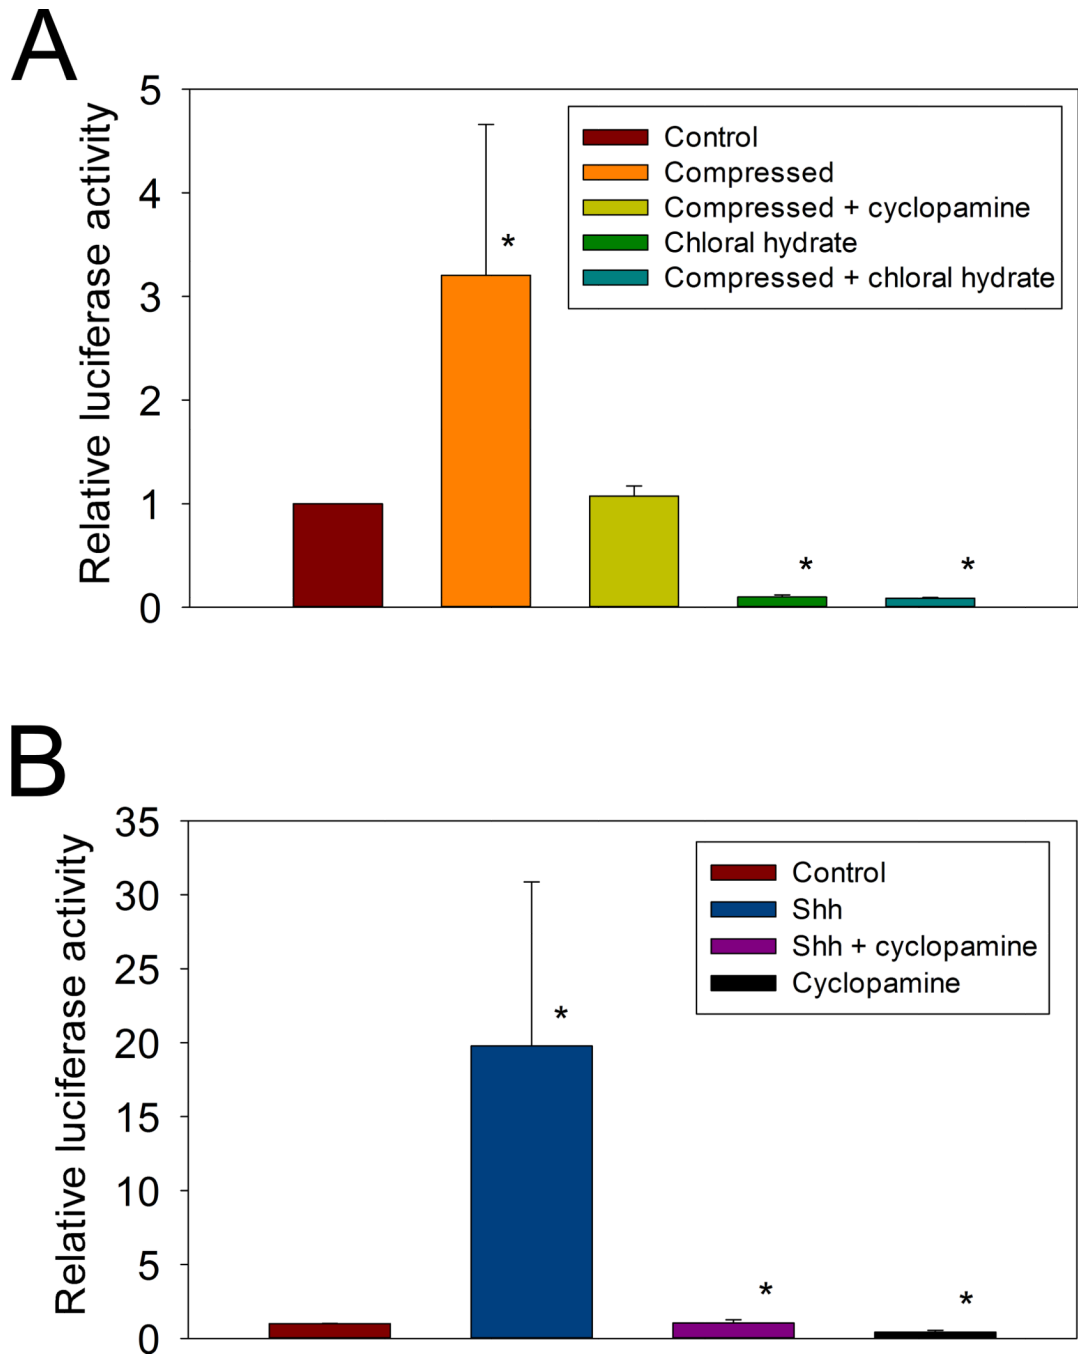 A
Relative luciferase activity
5
4
3
2
1
0
Control
Compressed
Compressed + cyclopamine
Chloral hydrate
Compressed + chloral hydrate
*
*
*
B
Relative luciferase activity
35
30
25
20
15
10
5
0
Control
Shh
Shh + cyclopamine
Cyclopamine
*
*
*